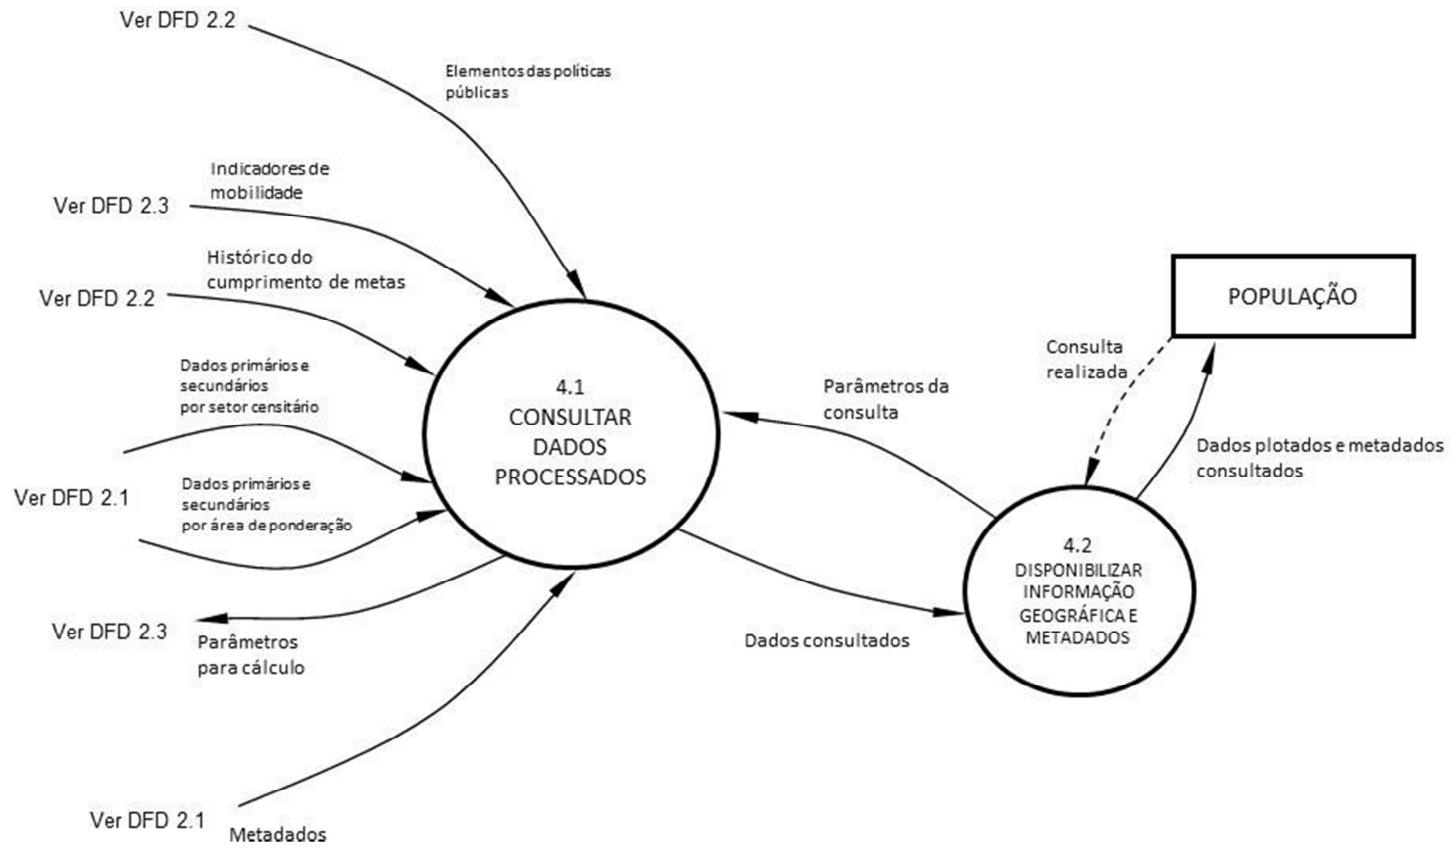 Ver DFD 2.2
Elementos das políticas
públicas
Indicadores de
mobilidade
Ver DFD 2.3
Histórico do
cumprimento de metas
Ver DFD 2.2
Dados primários e
secundários
por setor censitário
Ver DFD 2.1
Dados primários e
secundários
por área de ponderação
Ver DFD 2.3
Parâmetros
para cálculo
Ver DFD 2.1
Metadados
4.1
CONSULTAR
DADOS
PROCESSADOS
Parâmetros da
consulta
Dados consultados
POPULAÇÃO
Consulta
realizada
Dados plotados e metadados
consultados
4.2
DISPONIBILIZAR
INFORMAÇÃO
GEOGRÁFICA E
METADADOS